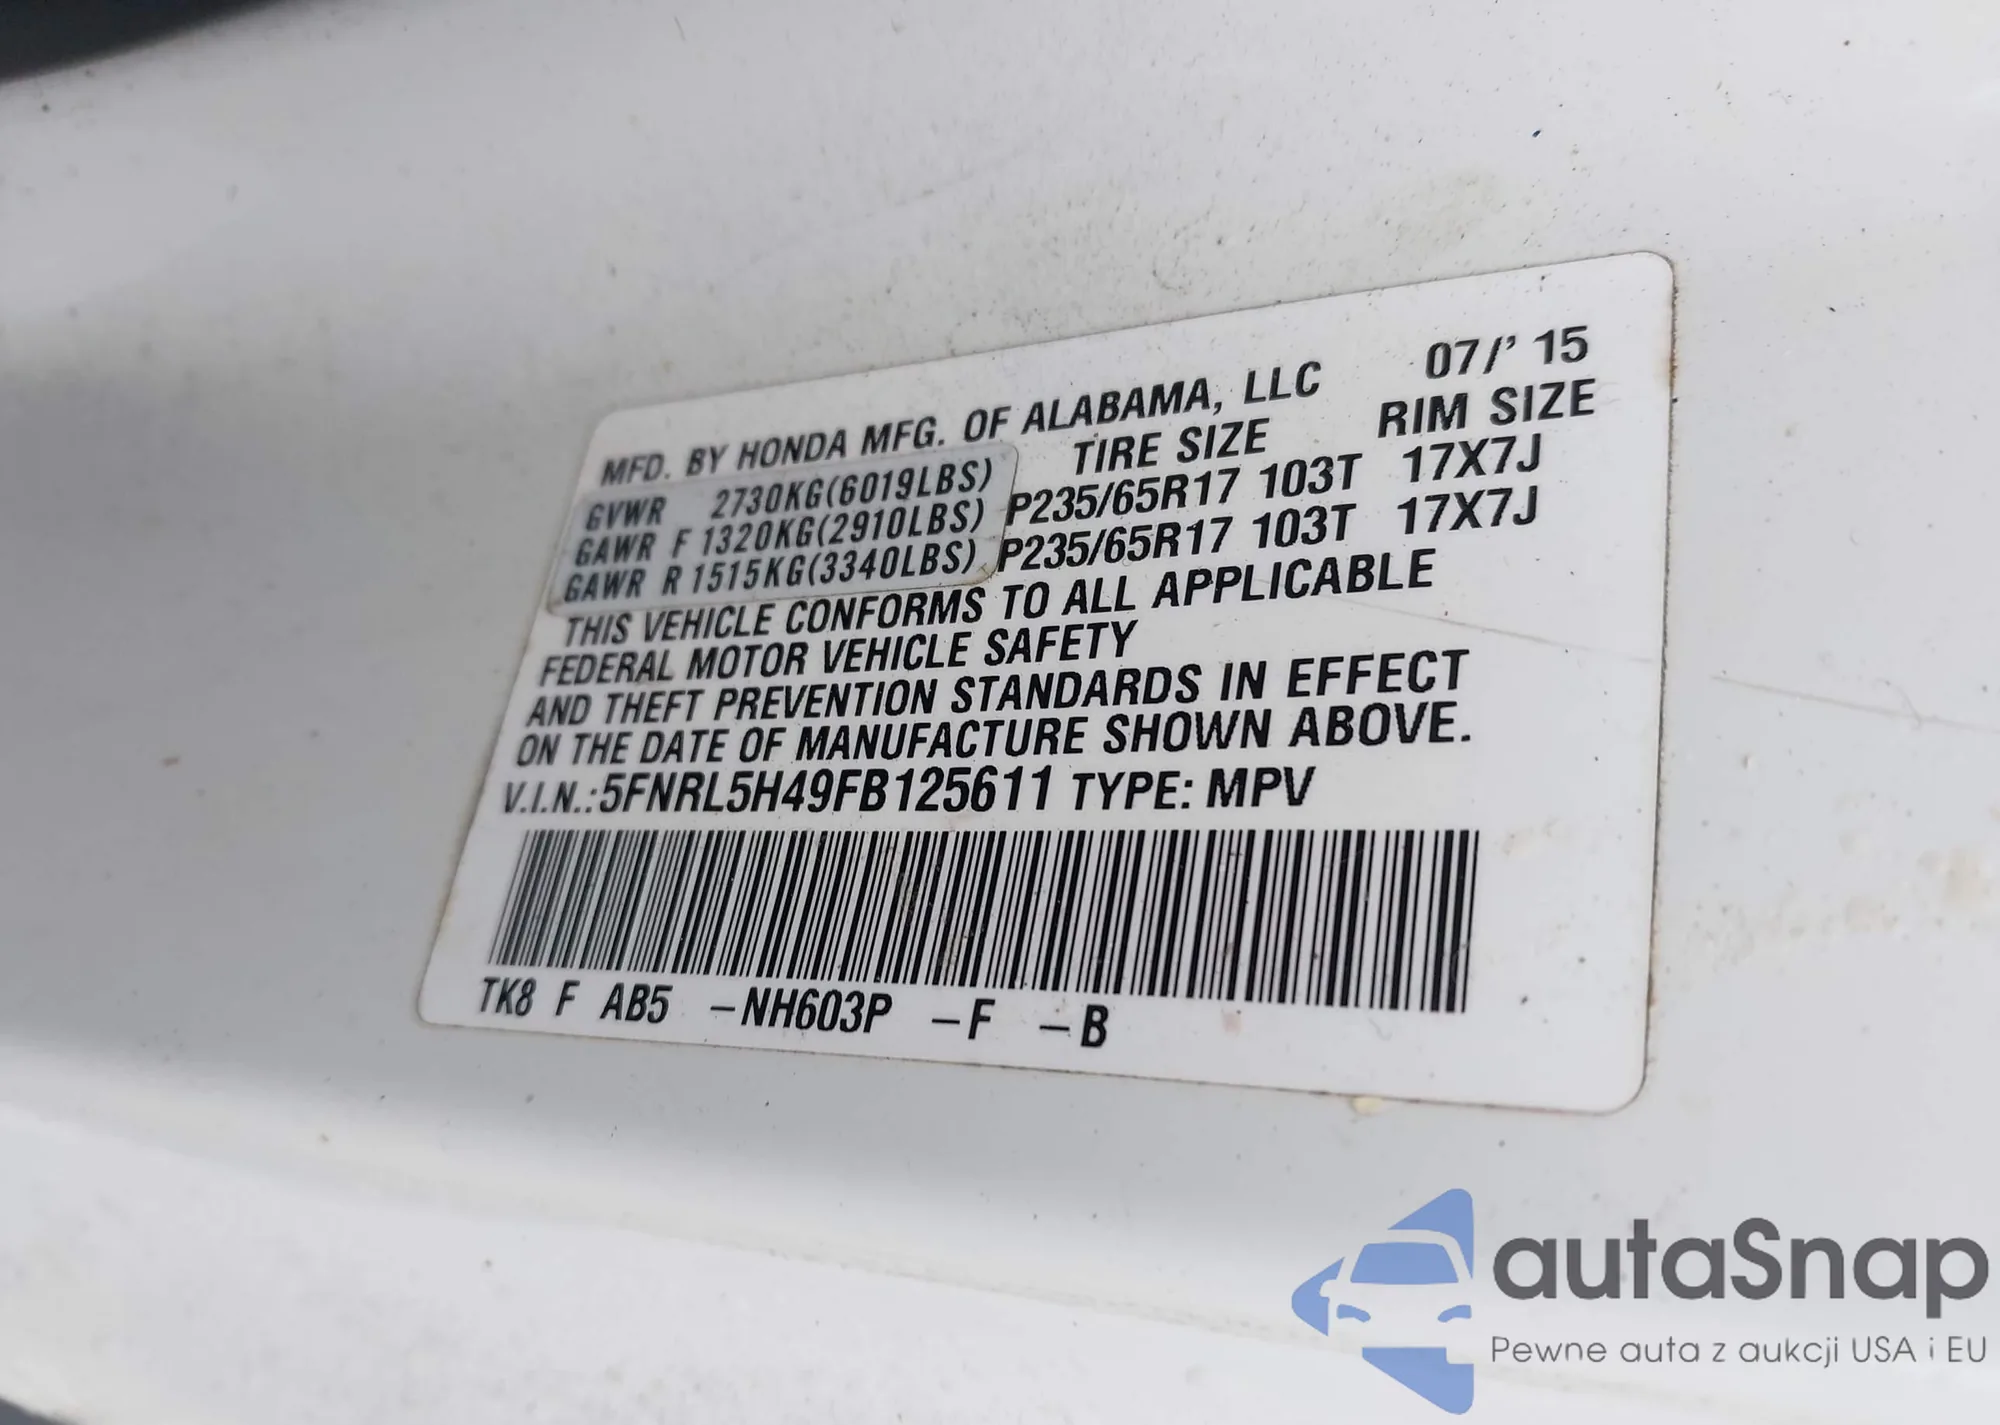 MFD. BY HONDA MFG. OF ALABAMA, LLC 07/' 15
TIRE SIZE RIM SIZE
GVWR 2730KG(6019LBS)
GAWR F 1320KG(2910LBS) P235/65R17 103T 17X7J
GAWR R 1515KG(3340LBS) P235/65R17 103T 17X7J
THIS VEHICLE CONFORMS TO ALL APPLICABLE
FEDERAL MOTOR VEHICLE SAFETY
AND THEFT PREVENTION STANDARDS IN EFFECT
ON THE DATE OF MANUFACTURE SHOWN ABOVE.
V.I.N.:5FNRL5H49FB125611 TYPE: MPV
TK8 F AB5 -NH603P -F -B
autaSnap
Pewne auta z aukcji USA i EU